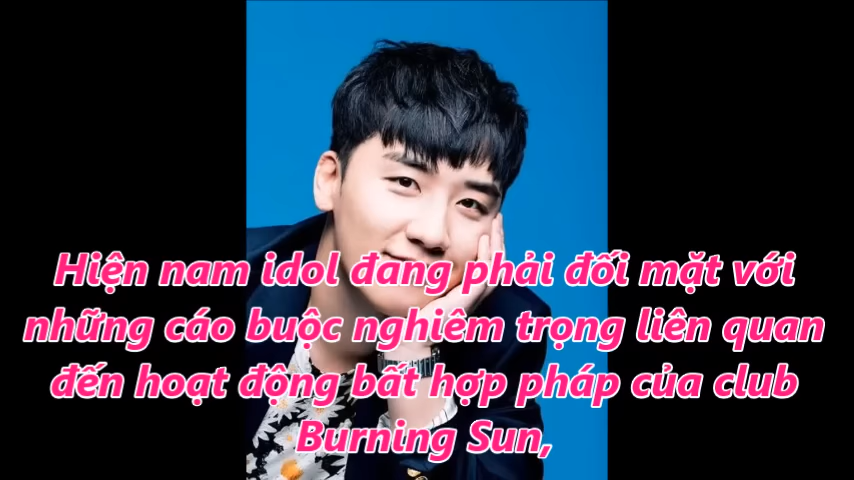 Hiện nam idol đang phải đối mặt với
những cáo buộc nghiêm trọng liên quan
đến hoạt động bất hợp pháp của club
Burning Sun,